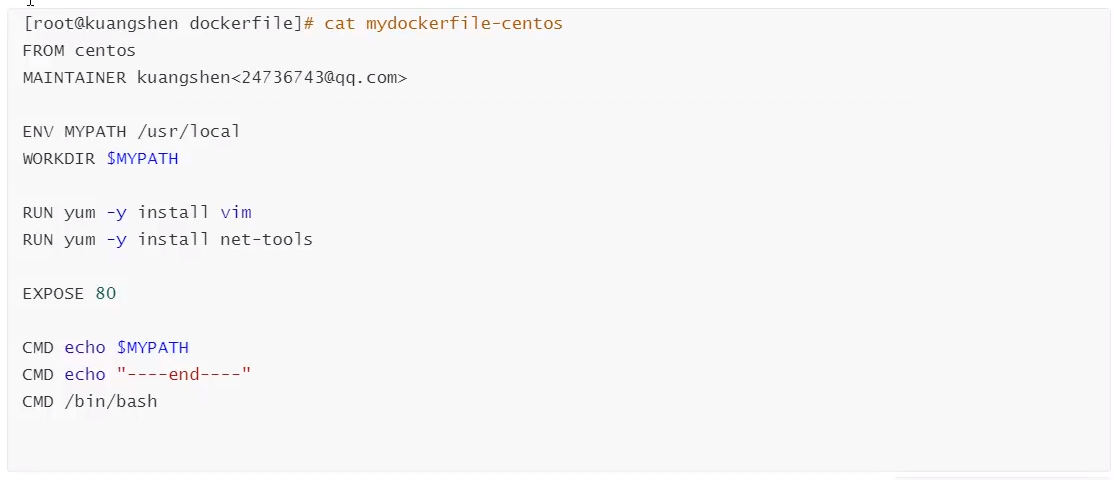 [root@kuangshen dockerfile]# cat mydockerfile-centos
FROM centos
MAINTAINER kuangshen<24736743@qq.com>
ENV MYPATH /usr/local
WORKDIR $MYPATH
RUN yum -y install vim
RUN yum -y install net-tools
EXPOSE 80
CMD echo $MYPATH
CMD echo "----end----"
CMD /bin/bash